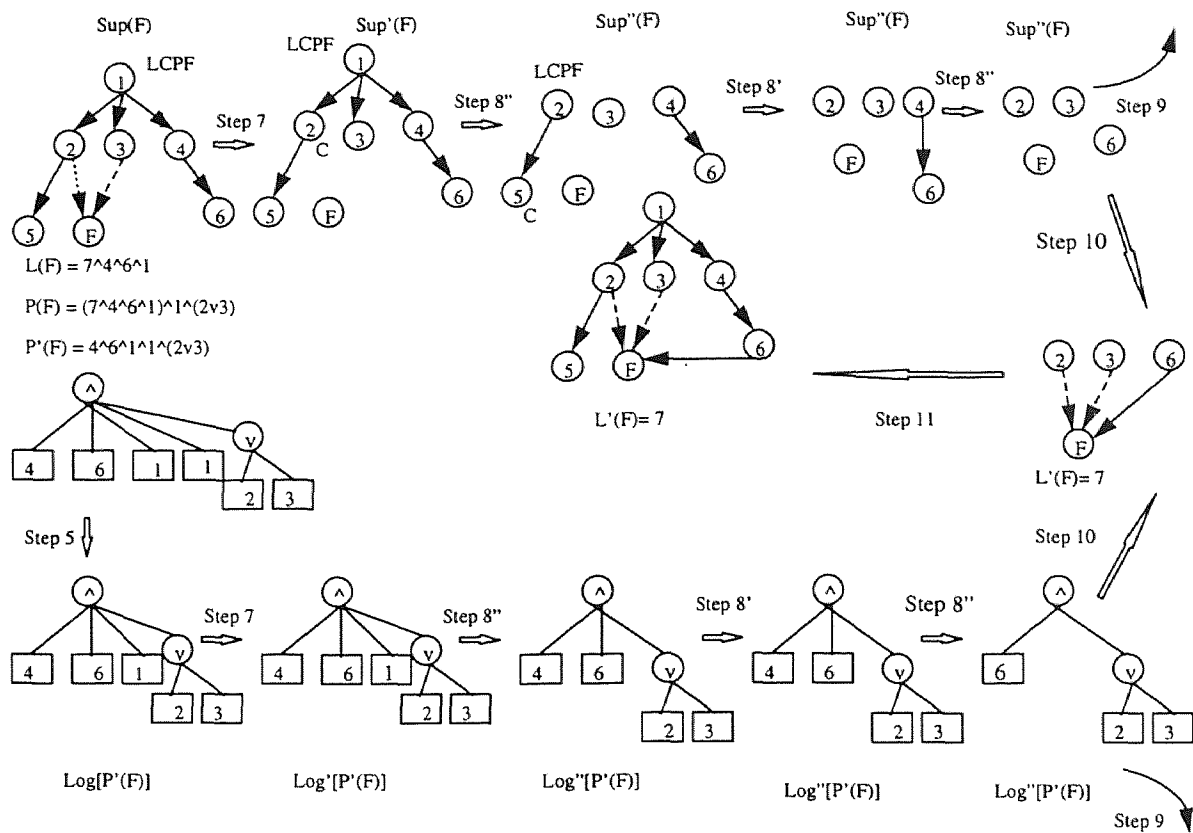 Sup(F)
LCPF
1
2
3
4
5
F
6
L(F) = 7^4^6^1
P(F) = (7^4^6^1)^1^(2v3)
P'(F) = 4^6^1^1^(2v3)
Step 7
Sup'(F)
LCPF
1
2
C
3
4
5
F
6
Step 8''
Sup''(F)
LCPF
2
3
4
5
C
F
6
Step 8'
Sup''(F)
2
3
4
F
6
Step 8''
Sup''(F)
2
3
F
6
Step 9
Step 10
1
2
3
4
5
F
6
L'(F)= 7
Step 11
2
3
6
F
L'(F)= 7
Step 10
^
4
6
1
1
v
2
3
Step 5
^
4
6
1
v
2
3
Log[P'(F)]
Step 7
^
4
6
1
v
2
3
Log'[P'(F)]
Step 8''
^
4
6
v
2
3
Log''[P'(F)]
Step 8'
^
4
6
v
2
3
Log''[P'(F)]
Step 8''
^
6
v
2
3
Log''[P'(F)]
Step 9